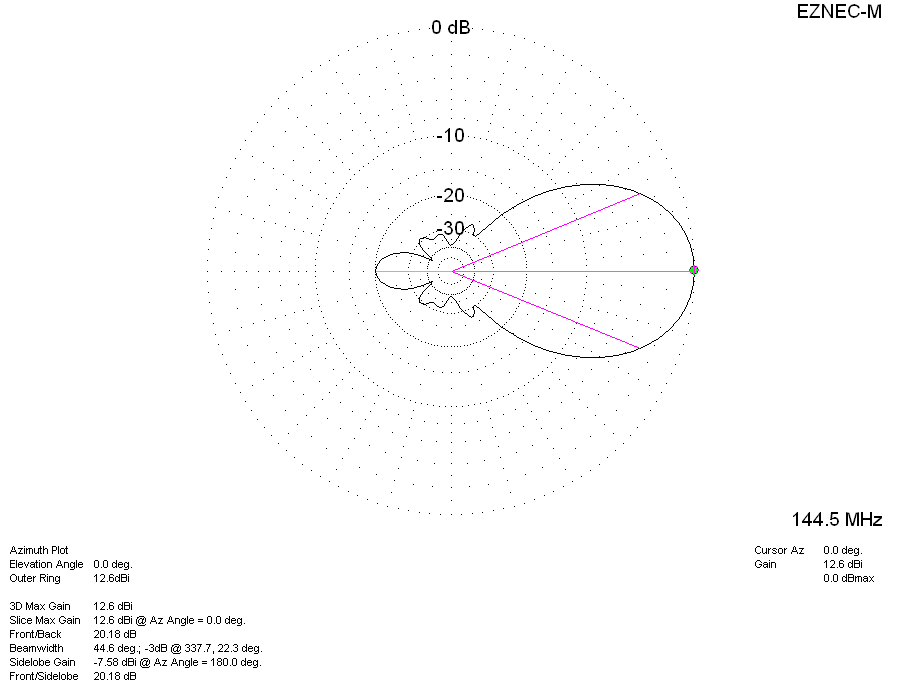 EZNEC-M
0 dB
-10
-20
-30
144.5 MHz
Azimuth Plot
Elevation Angle 0.0 deg.
Outer Ring 12.6dBi
Cursor Az 0.0 deg.
Gain 12.6 dBi
0.0 dBmax
3D Max Gain 12.6 dBi
Slice Max Gain 12.6 dBi @ Az Angle = 0.0 deg.
Front/Back 20.18 dB
Beamwidth 44.6 deg.; -3dB @ 337.7, 22.3 deg.
Sidelobe Gain -7.58 dBi @ Az Angle = 180.0 deg.
Front/Sidelobe 20.18 dB